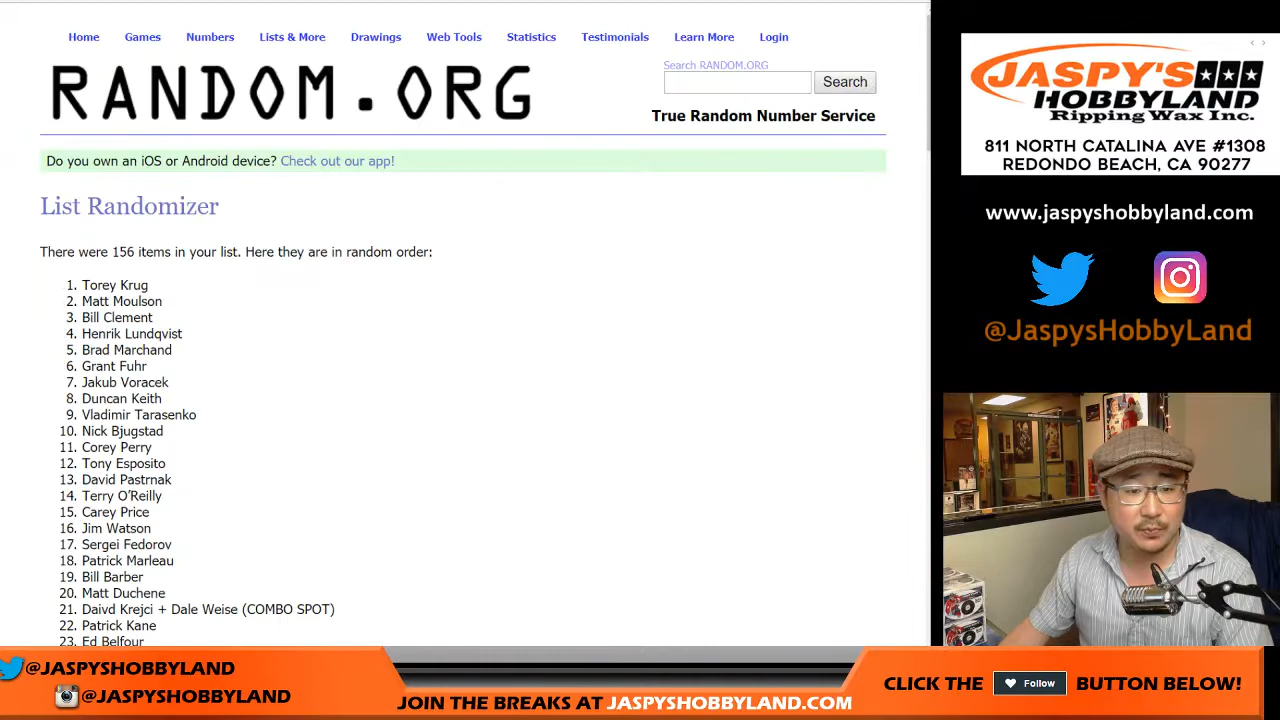 Home Games Numbers Lists & More Drawings Web Tools Statistics Testimonials Learn More Login
RANDOM.ORG
Search RANDOM.ORG
Search
True Random Number Service
Do you own an iOS or Android device? Check out our app!
List Randomizer
There were 156 items in your list. Here they are in random order:
1. Torey Krug
2. Matt Moulson
3. Bill Clement
4. Henrik Lundqvist
5. Brad Marchand
6. Grant Fuhr
7. Jakub Voracek
8. Duncan Keith
9. Vladimir Tarasenko
10. Nick Bjugstad
11. Corey Perry
12. Tony Esposito
13. David Pastrnak
14. Terry O’Reilly
15. Carey Price
16. Jim Watson
17. Sergei Fedorov
18. Patrick Marleau
19. Bill Barber
20. Matt Duchene
21. Daivd Krejci + Dale Weise (COMBO SPOT)
22. Patrick Kane
23. Ed Belfour
JASPY'S
HOBBYLAND
Ripping Wax Inc.
811 NORTH CATALINA AVE #1308
REDONDO BEACH, CA 90277
www.jaspyshobbyland.com
@JaspysHobbyLand
@JASPYSHOBBYLAND
@JASPYSHOBBYLAND
JOIN THE BREAKS AT JASPYSHOBBYLAND.COM
CLICK THE Follow BUTTON BELOW!